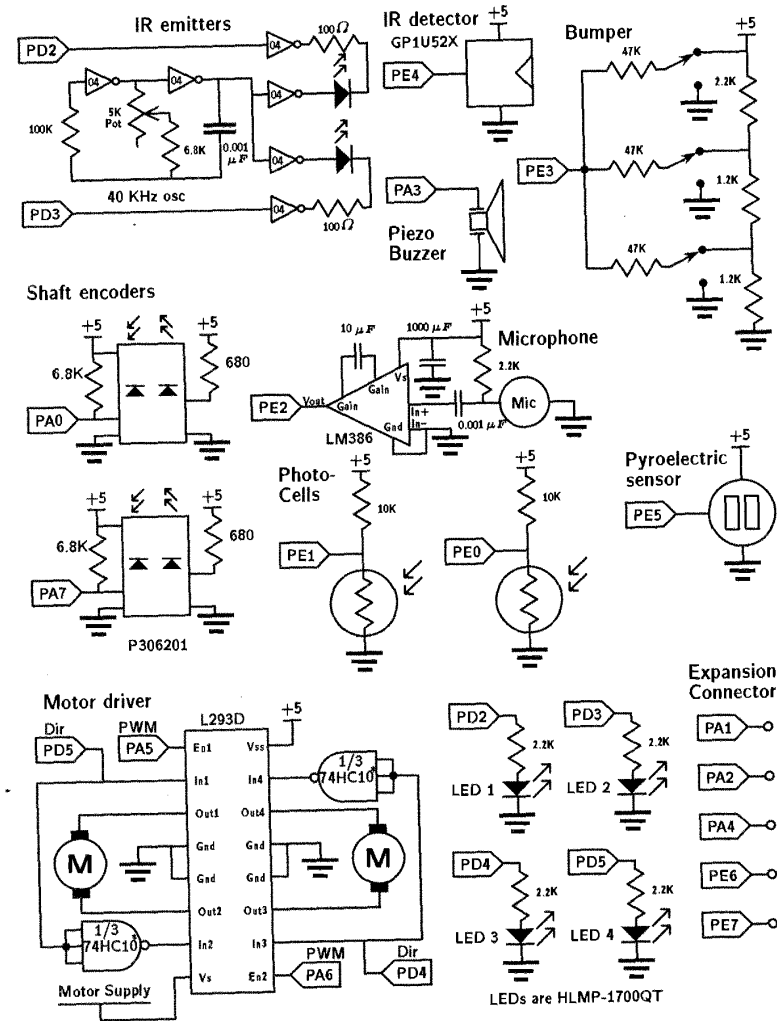 IR emitters
PD2
04
100Ω
04
04
04
5K
Pot
100K
6.8K
0.001
μF
04
40 KHz osc
PD3
04
100Ω
IR detector
+5
GP1U52X
PE4
PA3
Piezo
Buzzer
Bumper
+5
47K
2.2K
PE3
47K
1.2K
47K
1.2K
Shaft encoders
+5
+5
6.8K
680
PA0
+5
+5
6.8K
680
PA7
P306201
10 μF
1000 μF
+5
Microphone
2.2K
Vs
Gain
Vout
Gain
PE2
In+
In-
Gnd
LM386
0.001 μF
Mic
Photo-
Cells
+5
10K
PE1
+5
10K
PE0
Pyroelectric
sensor
+5
PE5
Motor driver
Dir
PD5
PWM
PA5
L293D
+5
En1
Vss
In1
In4
1/3
74HC10*
Out1
Out4
M
Gnd
Gnd
M
Gnd
Gnd
Out2
Out3
1/3
74HC10*
In2
In3
Vs
En2
PWM
PA6
Dir
PD4
Motor Supply
PD2
2.2K
LED 1
PD3
2.2K
LED 2
PD4
2.2K
LED 3
PD5
2.2K
LED 4
LEDs are HLMP-1700QT
Expansion
Connector
PA1
PA2
PA4
PE6
PE7